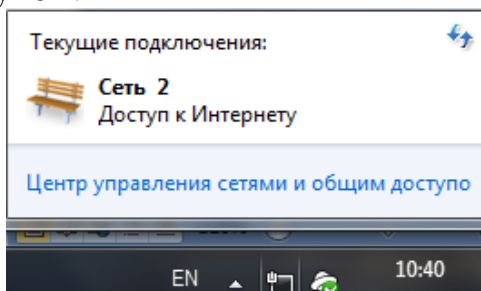 Текущие подключения:
Сеть 2
Доступ к Интернету
Центр управления сетями и общим доступо
EN
10:40